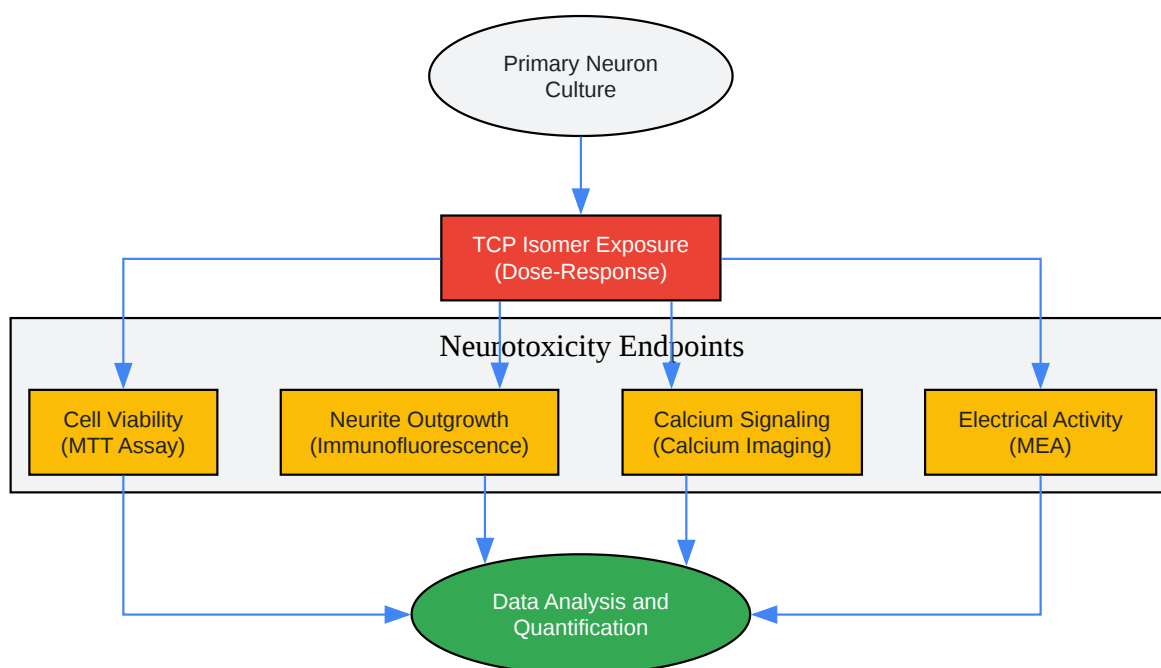 Primary Neuron
Culture
TCP Isomer Exposure
(Dose-Response)
Neurotoxicity Endpoints
Cell Viability
(MTT Assay)
Neurite Outgrowth
(Immunofluorescence)
Calcium Signaling
(Calcium Imaging)
Electrical Activity
(MEA)
Data Analysis and
Quantification